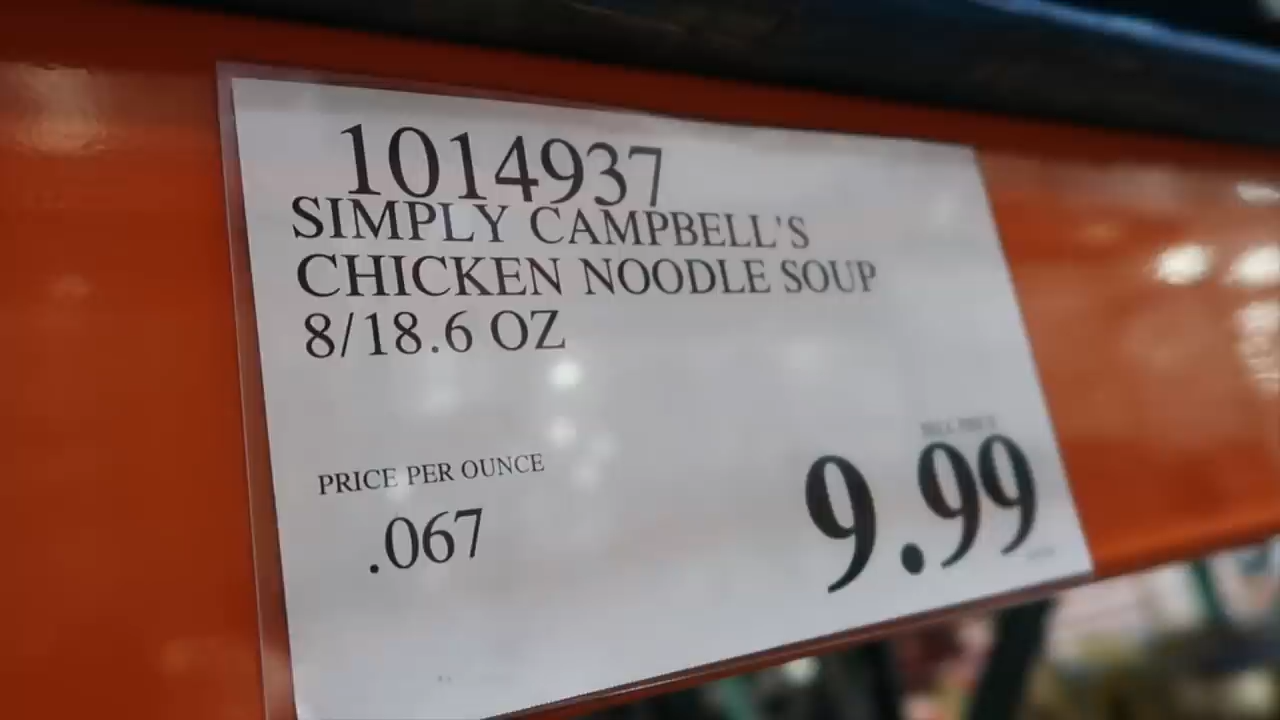 1014937
SIMPLY CAMPBELL'S
CHICKEN NOODLE SOUP
8/18.6 OZ
PRICE PER OUNCE
.067
9.99